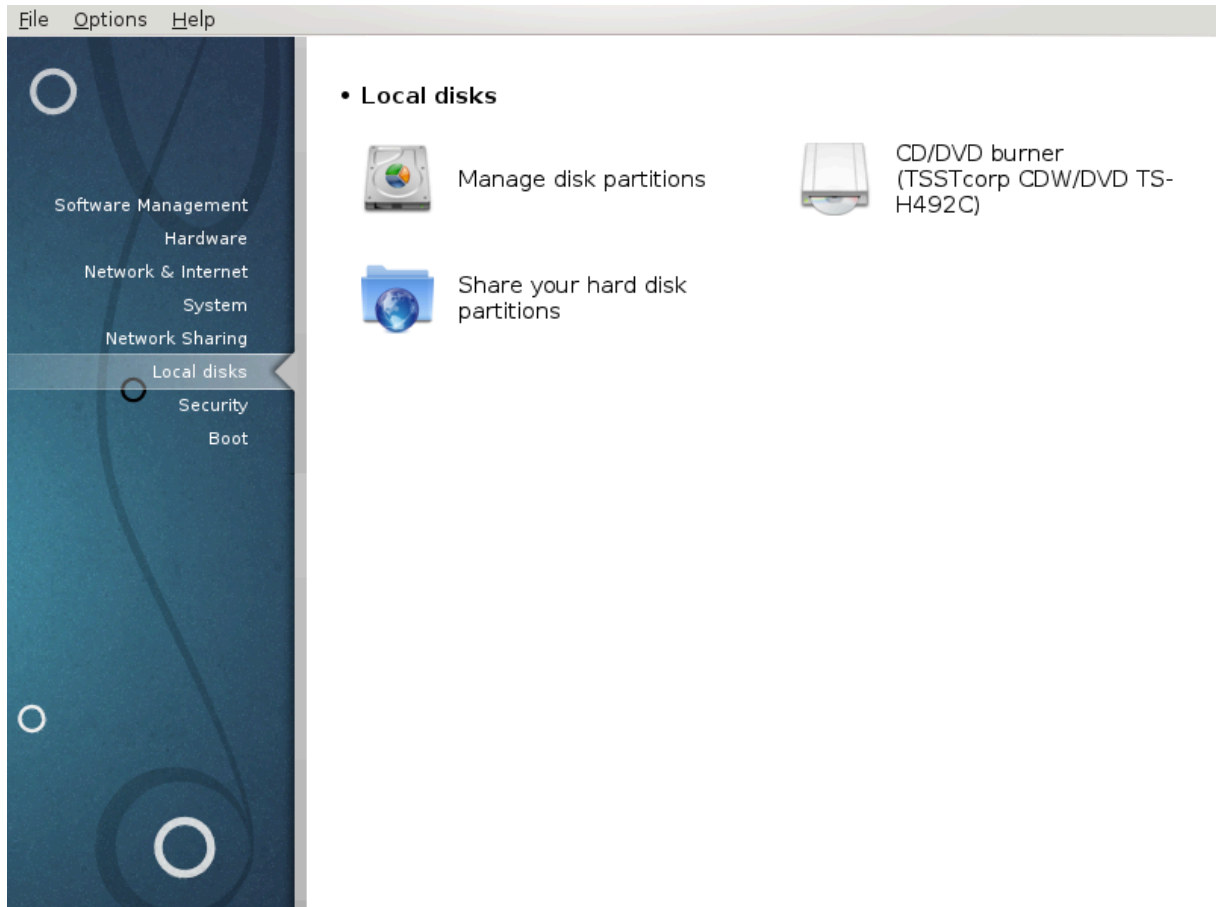 File Options Help
Software Management
Hardware
Network & Internet
System
Network Sharing
Local disks
Security
Boot
• Local disks
Manage disk partitions
CD/DVD burner
(TSSTcorp CDW/DVD TS-
H492C)
Share your hard disk
partitions